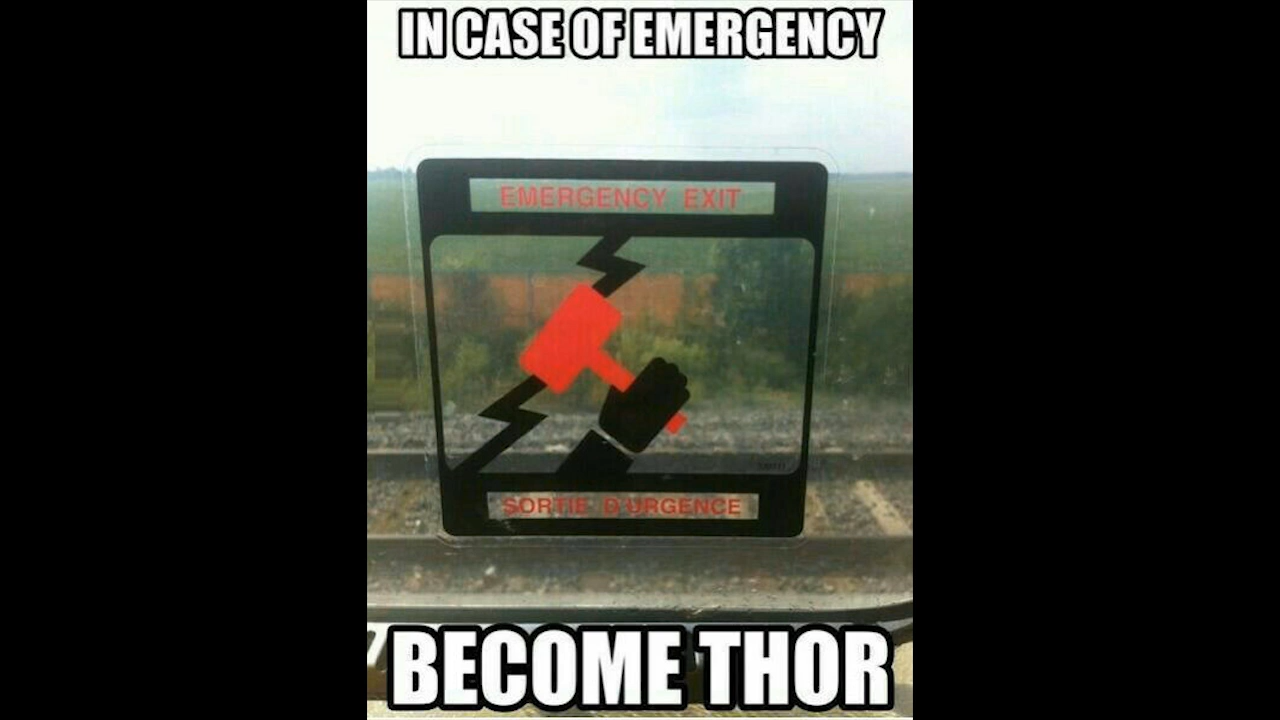 IN CASE OF EMERGENCY
EMERGENCY EXIT
SORTIE D'URGENCE
BECOME THOR